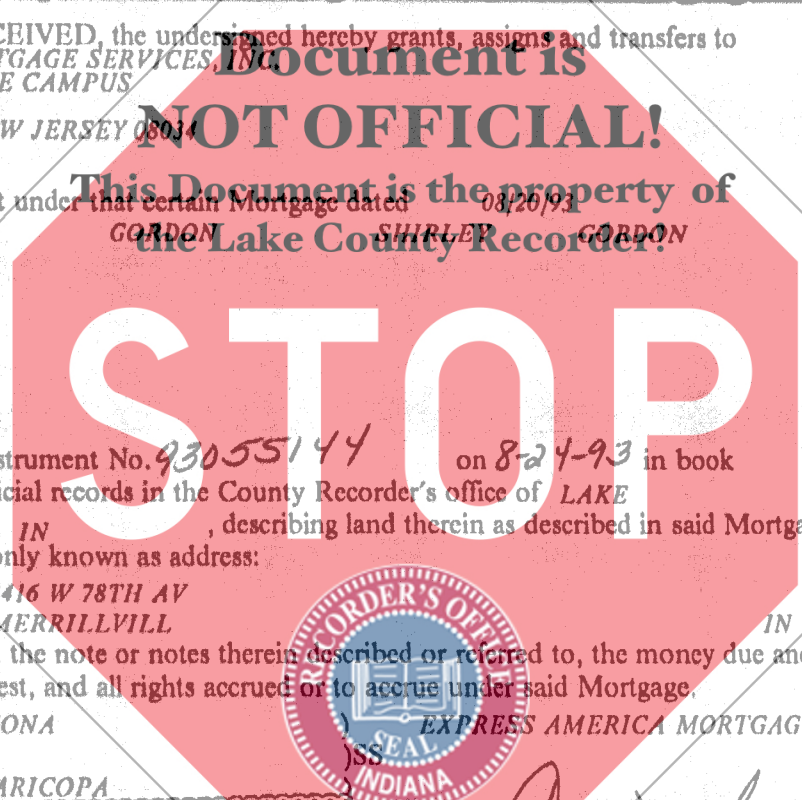 CEIVED, the undersigned hereby grants, assigns and transfers to
TGAGE SERVICES, INC.
E CAMPUS
W JERSEY 08034
Document is
NOT OFFICIAL!
This Document is the property of
the Lake County Recorder!
t under that certain Mortgage dated 08/20/93
GORDON SHIRLEY GORDON
STOP
strument No. 93055144 on 8-24-93 in book
icial records in the County Recorder's office of LAKE
IN , describing land therein as described in said Mortga
only known as address:
416 W 78TH AV
MERRILLVILL IN
the note or notes therein described or referred to, the money due and
est, and all rights accrued or to accrue under said Mortgage.
ONA ) EXPRESS AMERICA MORTGAG
)SS
ARICOPA )
RECORDER'S OFFICE
SEAL
INDIANA